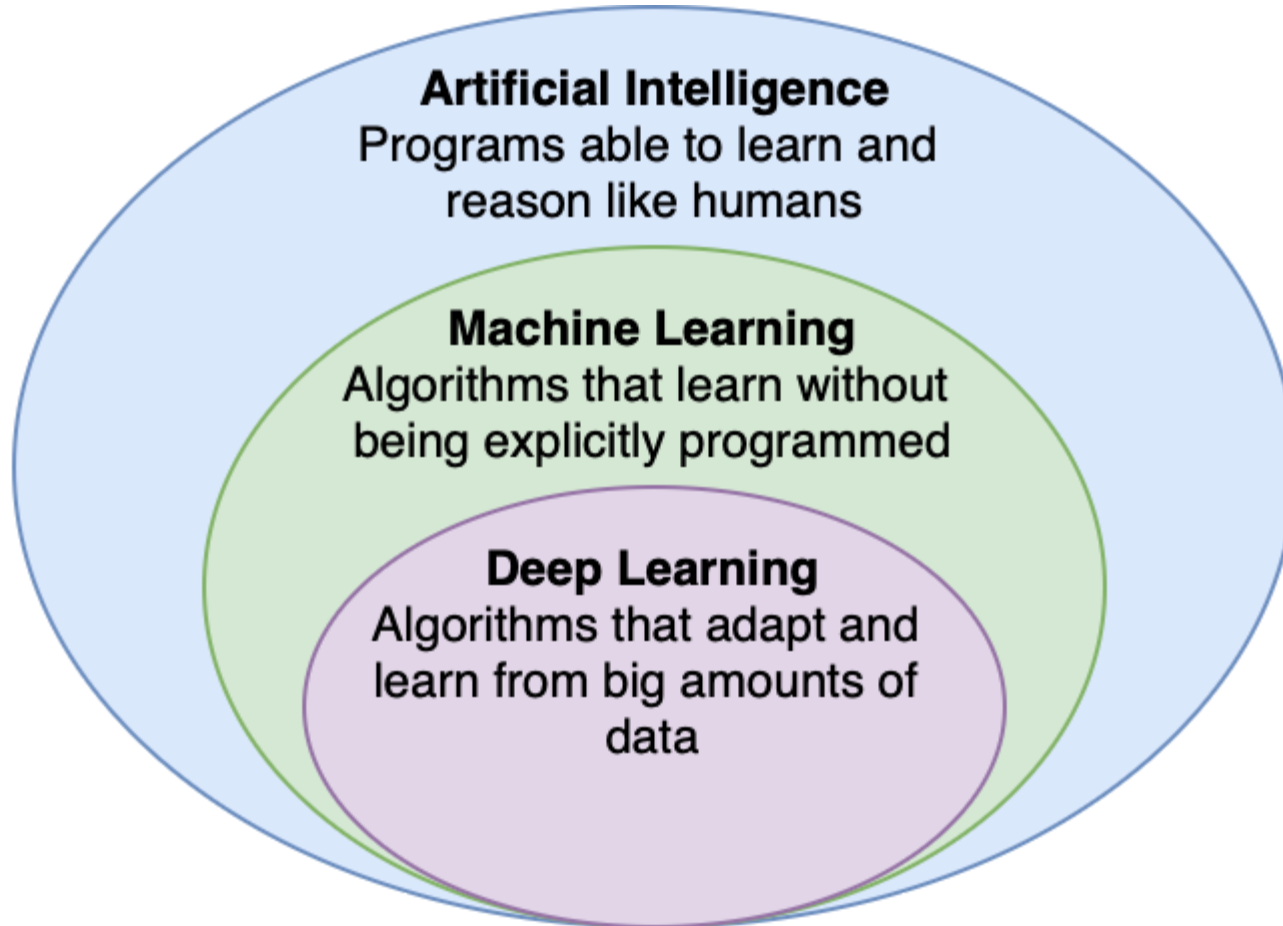 Artificial Intelligence
Programs able to learn and
reason like humans
Machine Learning
Algorithms that learn without
being explicitly programmed
Deep Learning
Algorithms that adapt and
learn from big amounts of
data